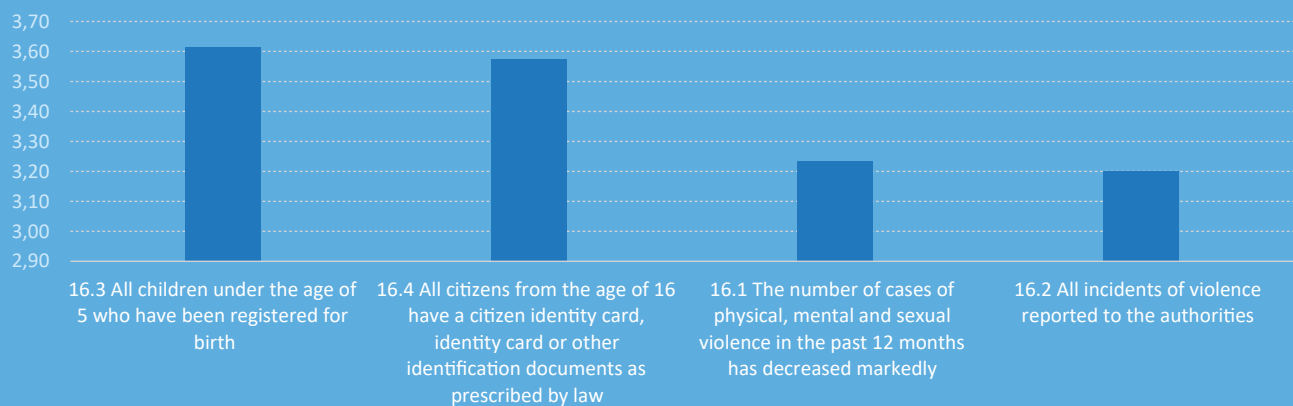 3,70
3,60
3,50
3,40
3,30
3,20
3,10
3,00
2,90
16.3 All children under the age of
5 who have been registered for
birth
16.4 All citizens from the age of 16
have a citizen identity card,
identity card or other
identification documents as
prescribed by law
16.1 The number of cases of
physical, mental and sexual
violence in the past 12 months
has decreased markedly
16.2 All incidents of violence
reported to the authorities